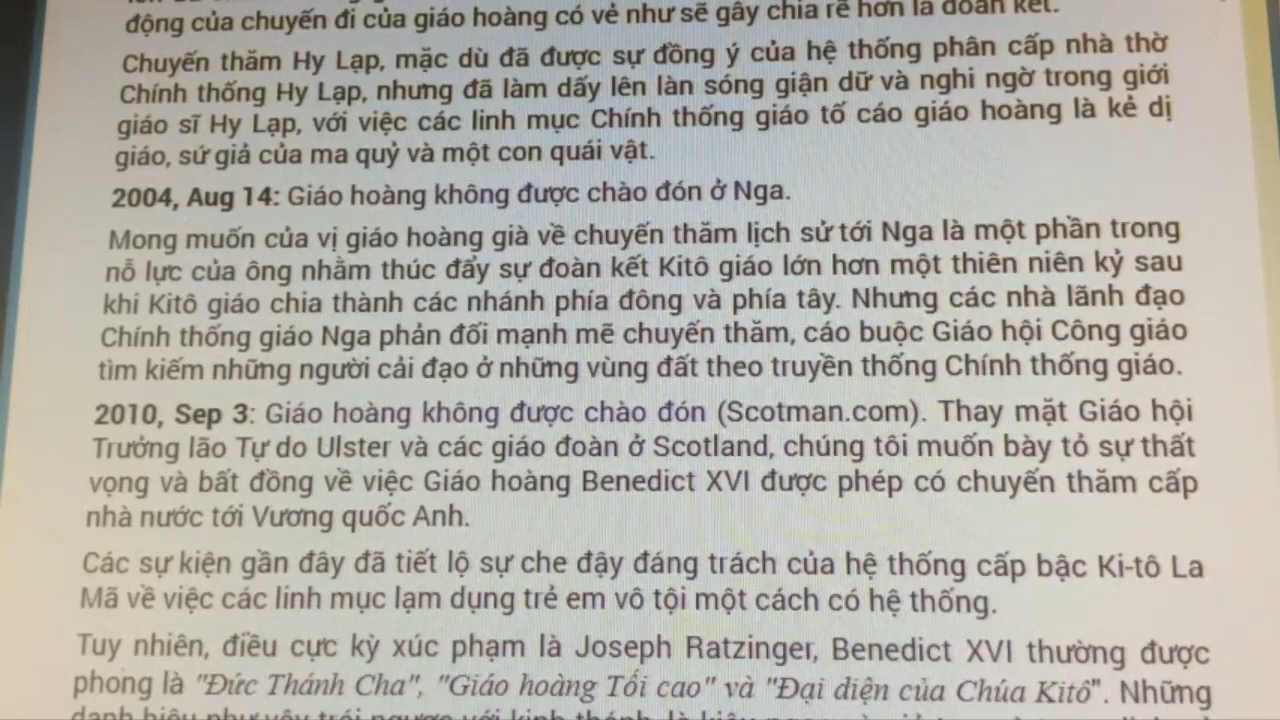 động của chuyến đi của giáo hoàng có vẻ như sẽ gây chia rẽ hơn là đoàn kết.
Chuyến thăm Hy Lạp, mặc dù đã được sự đồng ý của hệ thống phân cấp nhà thờ
Chính thống Hy Lạp, nhưng đã làm dấy lên làn sóng giận dữ và nghi ngờ trong giới
giáo sĩ Hy Lạp, với việc các linh mục Chính thống giáo tố cáo giáo hoàng là kẻ dị
giáo, sứ giả của ma quỷ và một con quái vật.
2004, Aug 14: Giáo hoàng không được chào đón ở Nga.
Mong muốn của vị giáo hoàng già về chuyến thăm lịch sử tới Nga là một phần trong
nỗ lực của ông nhằm thúc đẩy sự đoàn kết Kitô giáo lớn hơn một thiên niên kỷ sau
khi Kitô giáo chia thành các nhánh phía đông và phía tây. Nhưng các nhà lãnh đạo
Chính thống giáo Nga phản đối mạnh mẽ chuyến thăm, cáo buộc Giáo hội Công giáo
tìm kiếm những người cải đạo ở những vùng đất theo truyền thống Chính thống giáo.
2010, Sep 3: Giáo hoàng không được chào đón (Scotman.com). Thay mặt Giáo hội
Trưởng lão Tự do Ulster và các giáo đoàn ở Scotland, chúng tôi muốn bày tỏ sự thất
vọng và bất đồng về việc Giáo hoàng Benedict XVI được phép có chuyến thăm cấp
nhà nước tới Vương quốc Anh.
Các sự kiện gần đây đã tiết lộ sự che đậy đáng trách của hệ thống cấp bậc Ki-tô La
Mã về việc các linh mục lạm dụng trẻ em vô tội một cách có hệ thống.
Tuy nhiên, điều cực kỳ xúc phạm là Joseph Ratzinger, Benedict XVI thường được
phong là "Đức Thánh Cha", "Giáo hoàng Tối cao" và "Đại diện của Chúa Kitô". Những